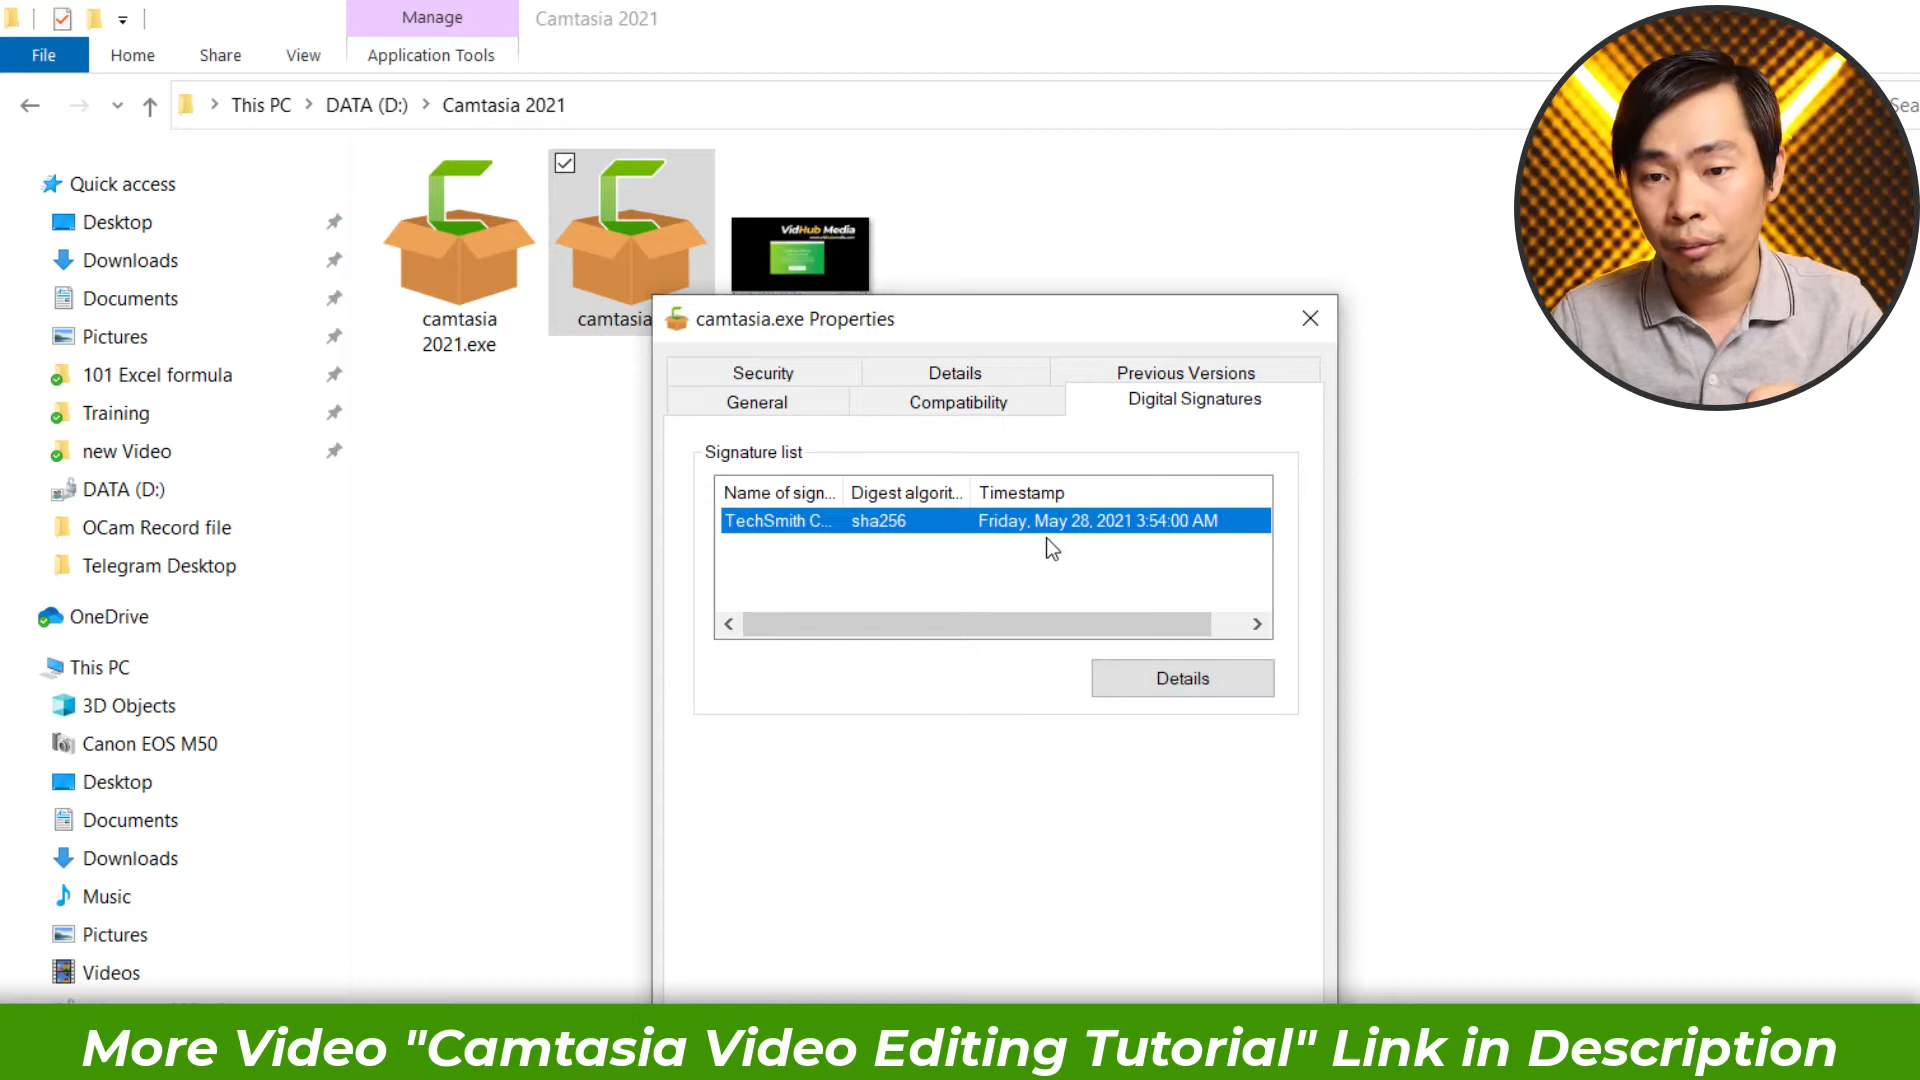 Manage
Camtasia 2021
File
Home
Share
View
Application Tools
This PC
DATA (D:)
Camtasia 2021
Sea
Quick access
Desktop
Downloads
Documents
Pictures
101 Excel formula
Training
new Video
DATA (D:)
OCam Record file
Telegram Desktop
OneDrive
This PC
3D Objects
Canon EOS M50
Desktop
Documents
Downloads
Music
Pictures
Videos
camtasia
2021.exe
camtasia
VidHub Media
camtasia.exe Properties
Security
Details
Previous Versions
General
Compatibility
Digital Signatures
Signature list
Name of sign...
Digest algorit...
Timestamp
TechSmith C...
sha256
Friday, May 28, 2021 3:54:00 AM
Details
More Video "Camtasia Video Editing Tutorial" Link in Description